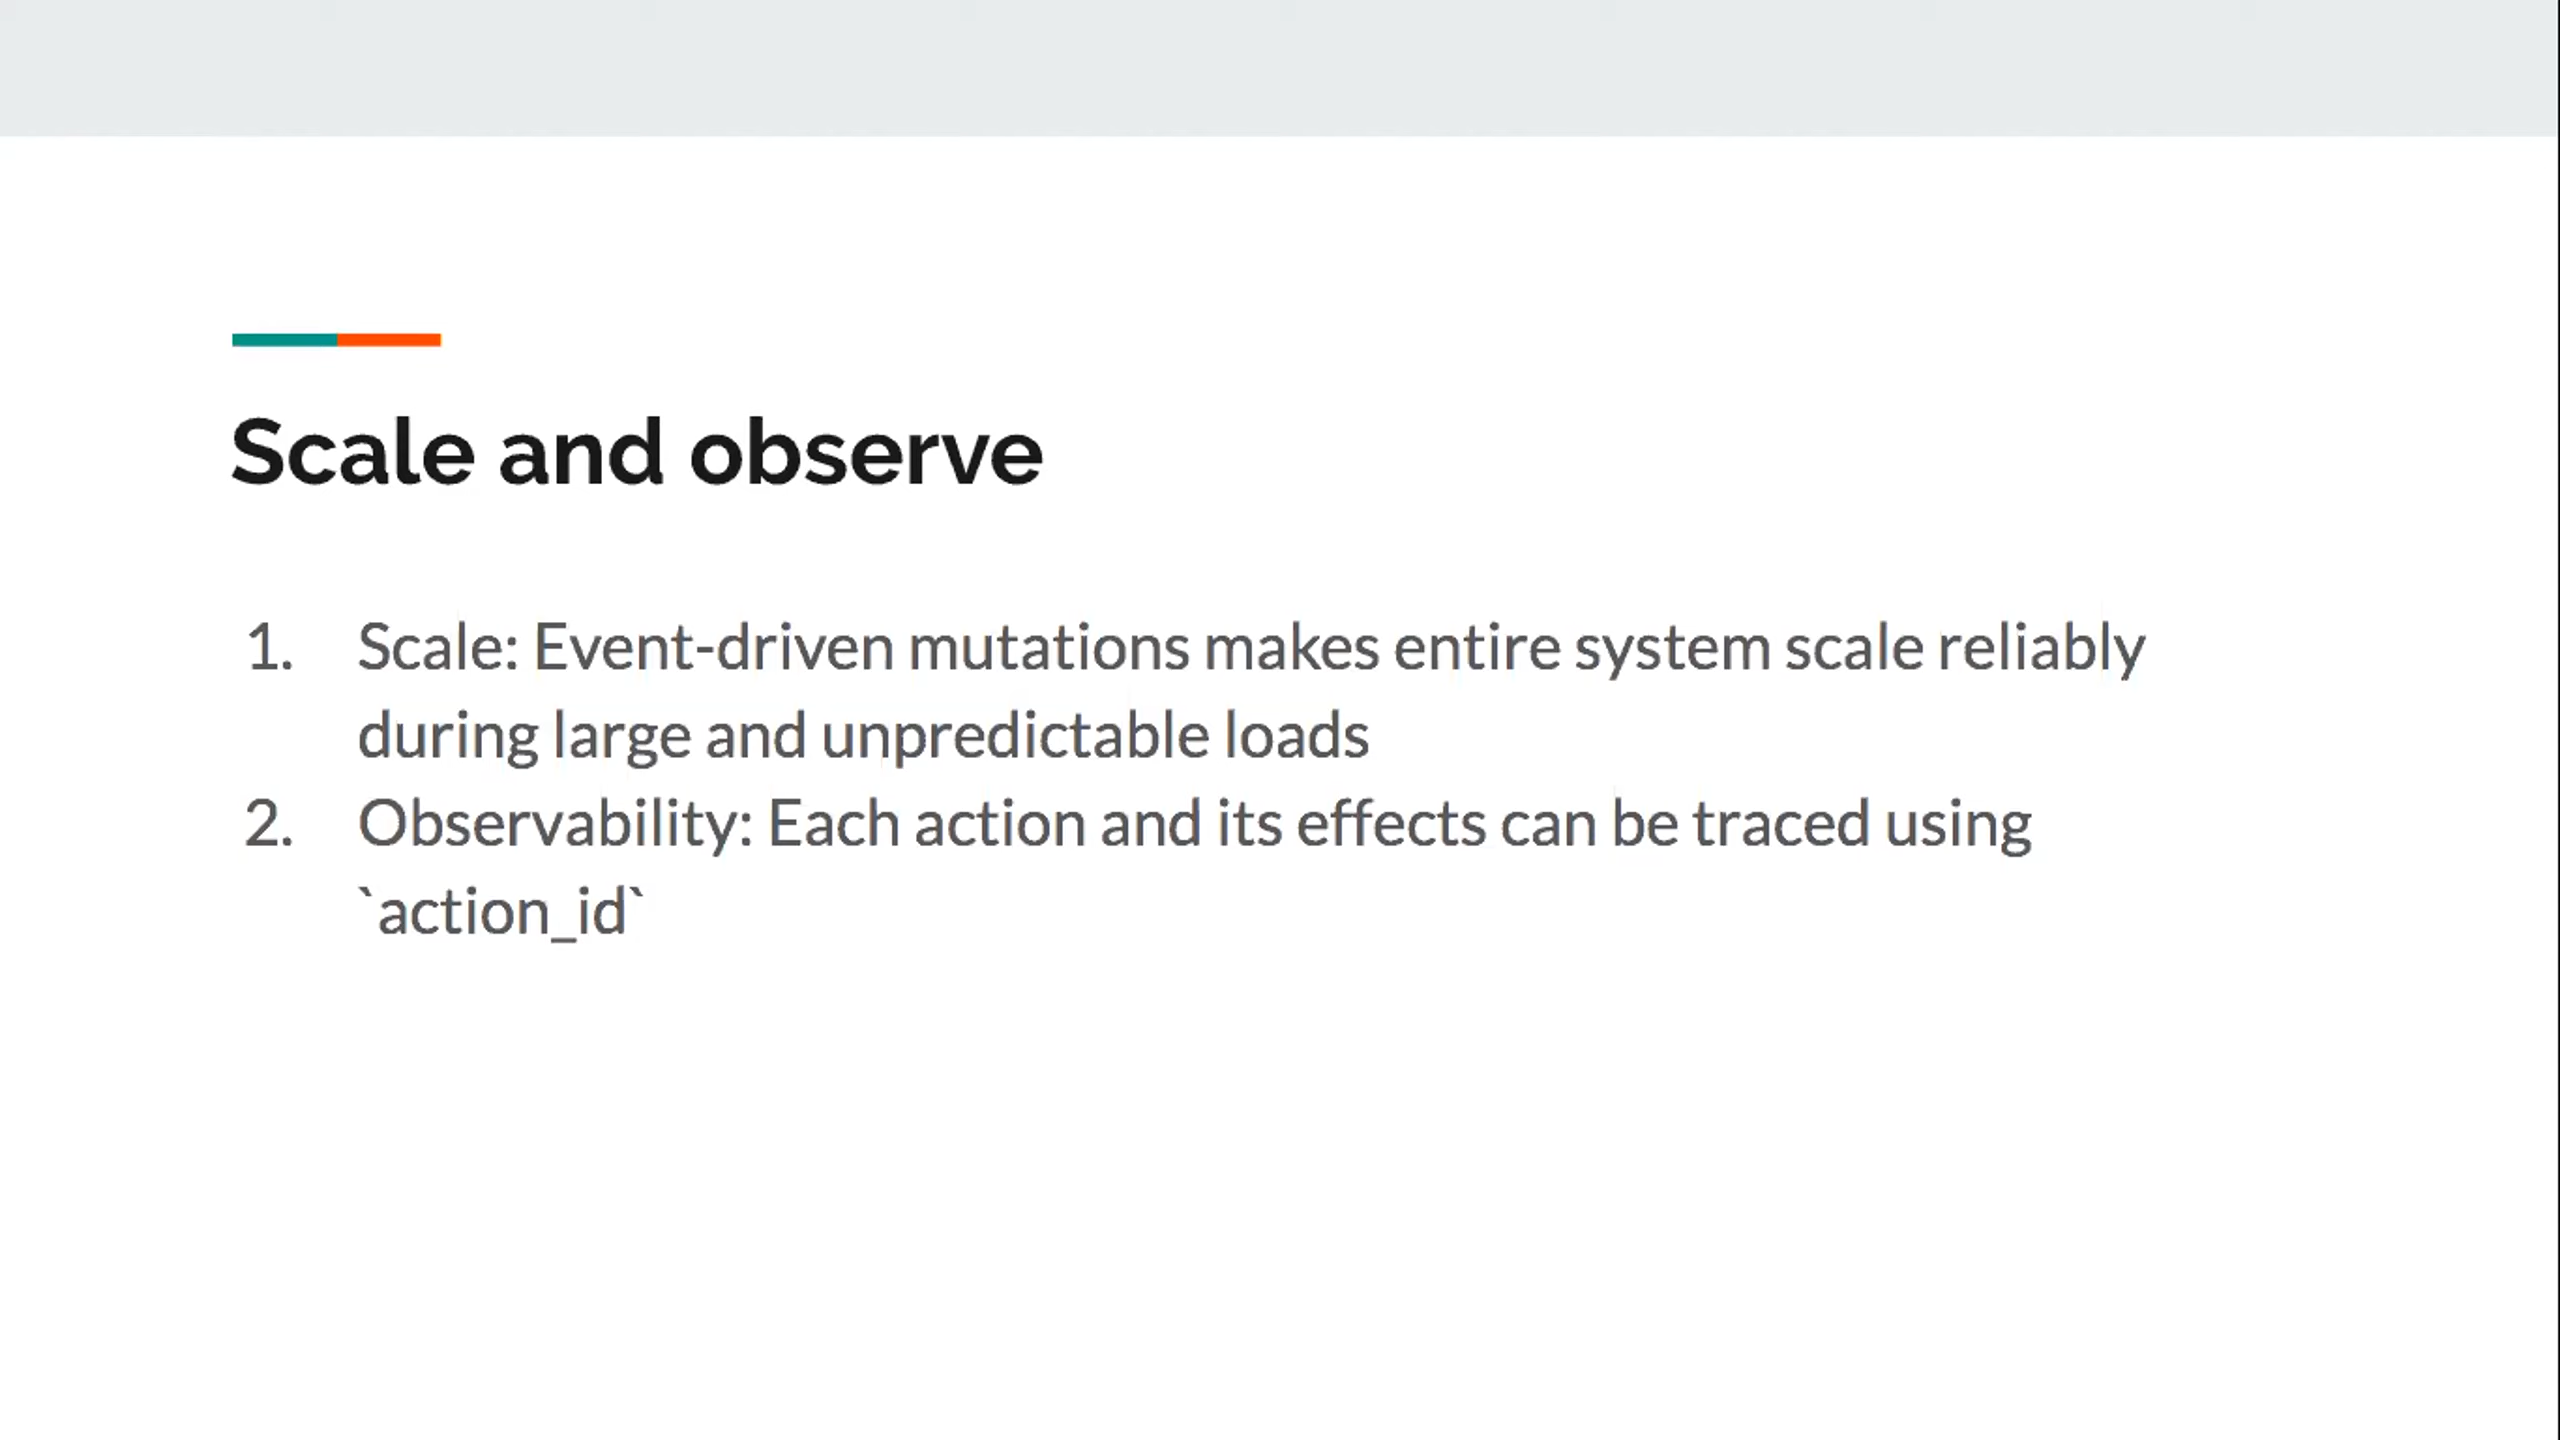 Scale and observe
1. Scale: Event-driven mutations makes entire system scale reliably
during large and unpredictable loads
2. Observability: Each action and its effects can be traced using
`action_id`